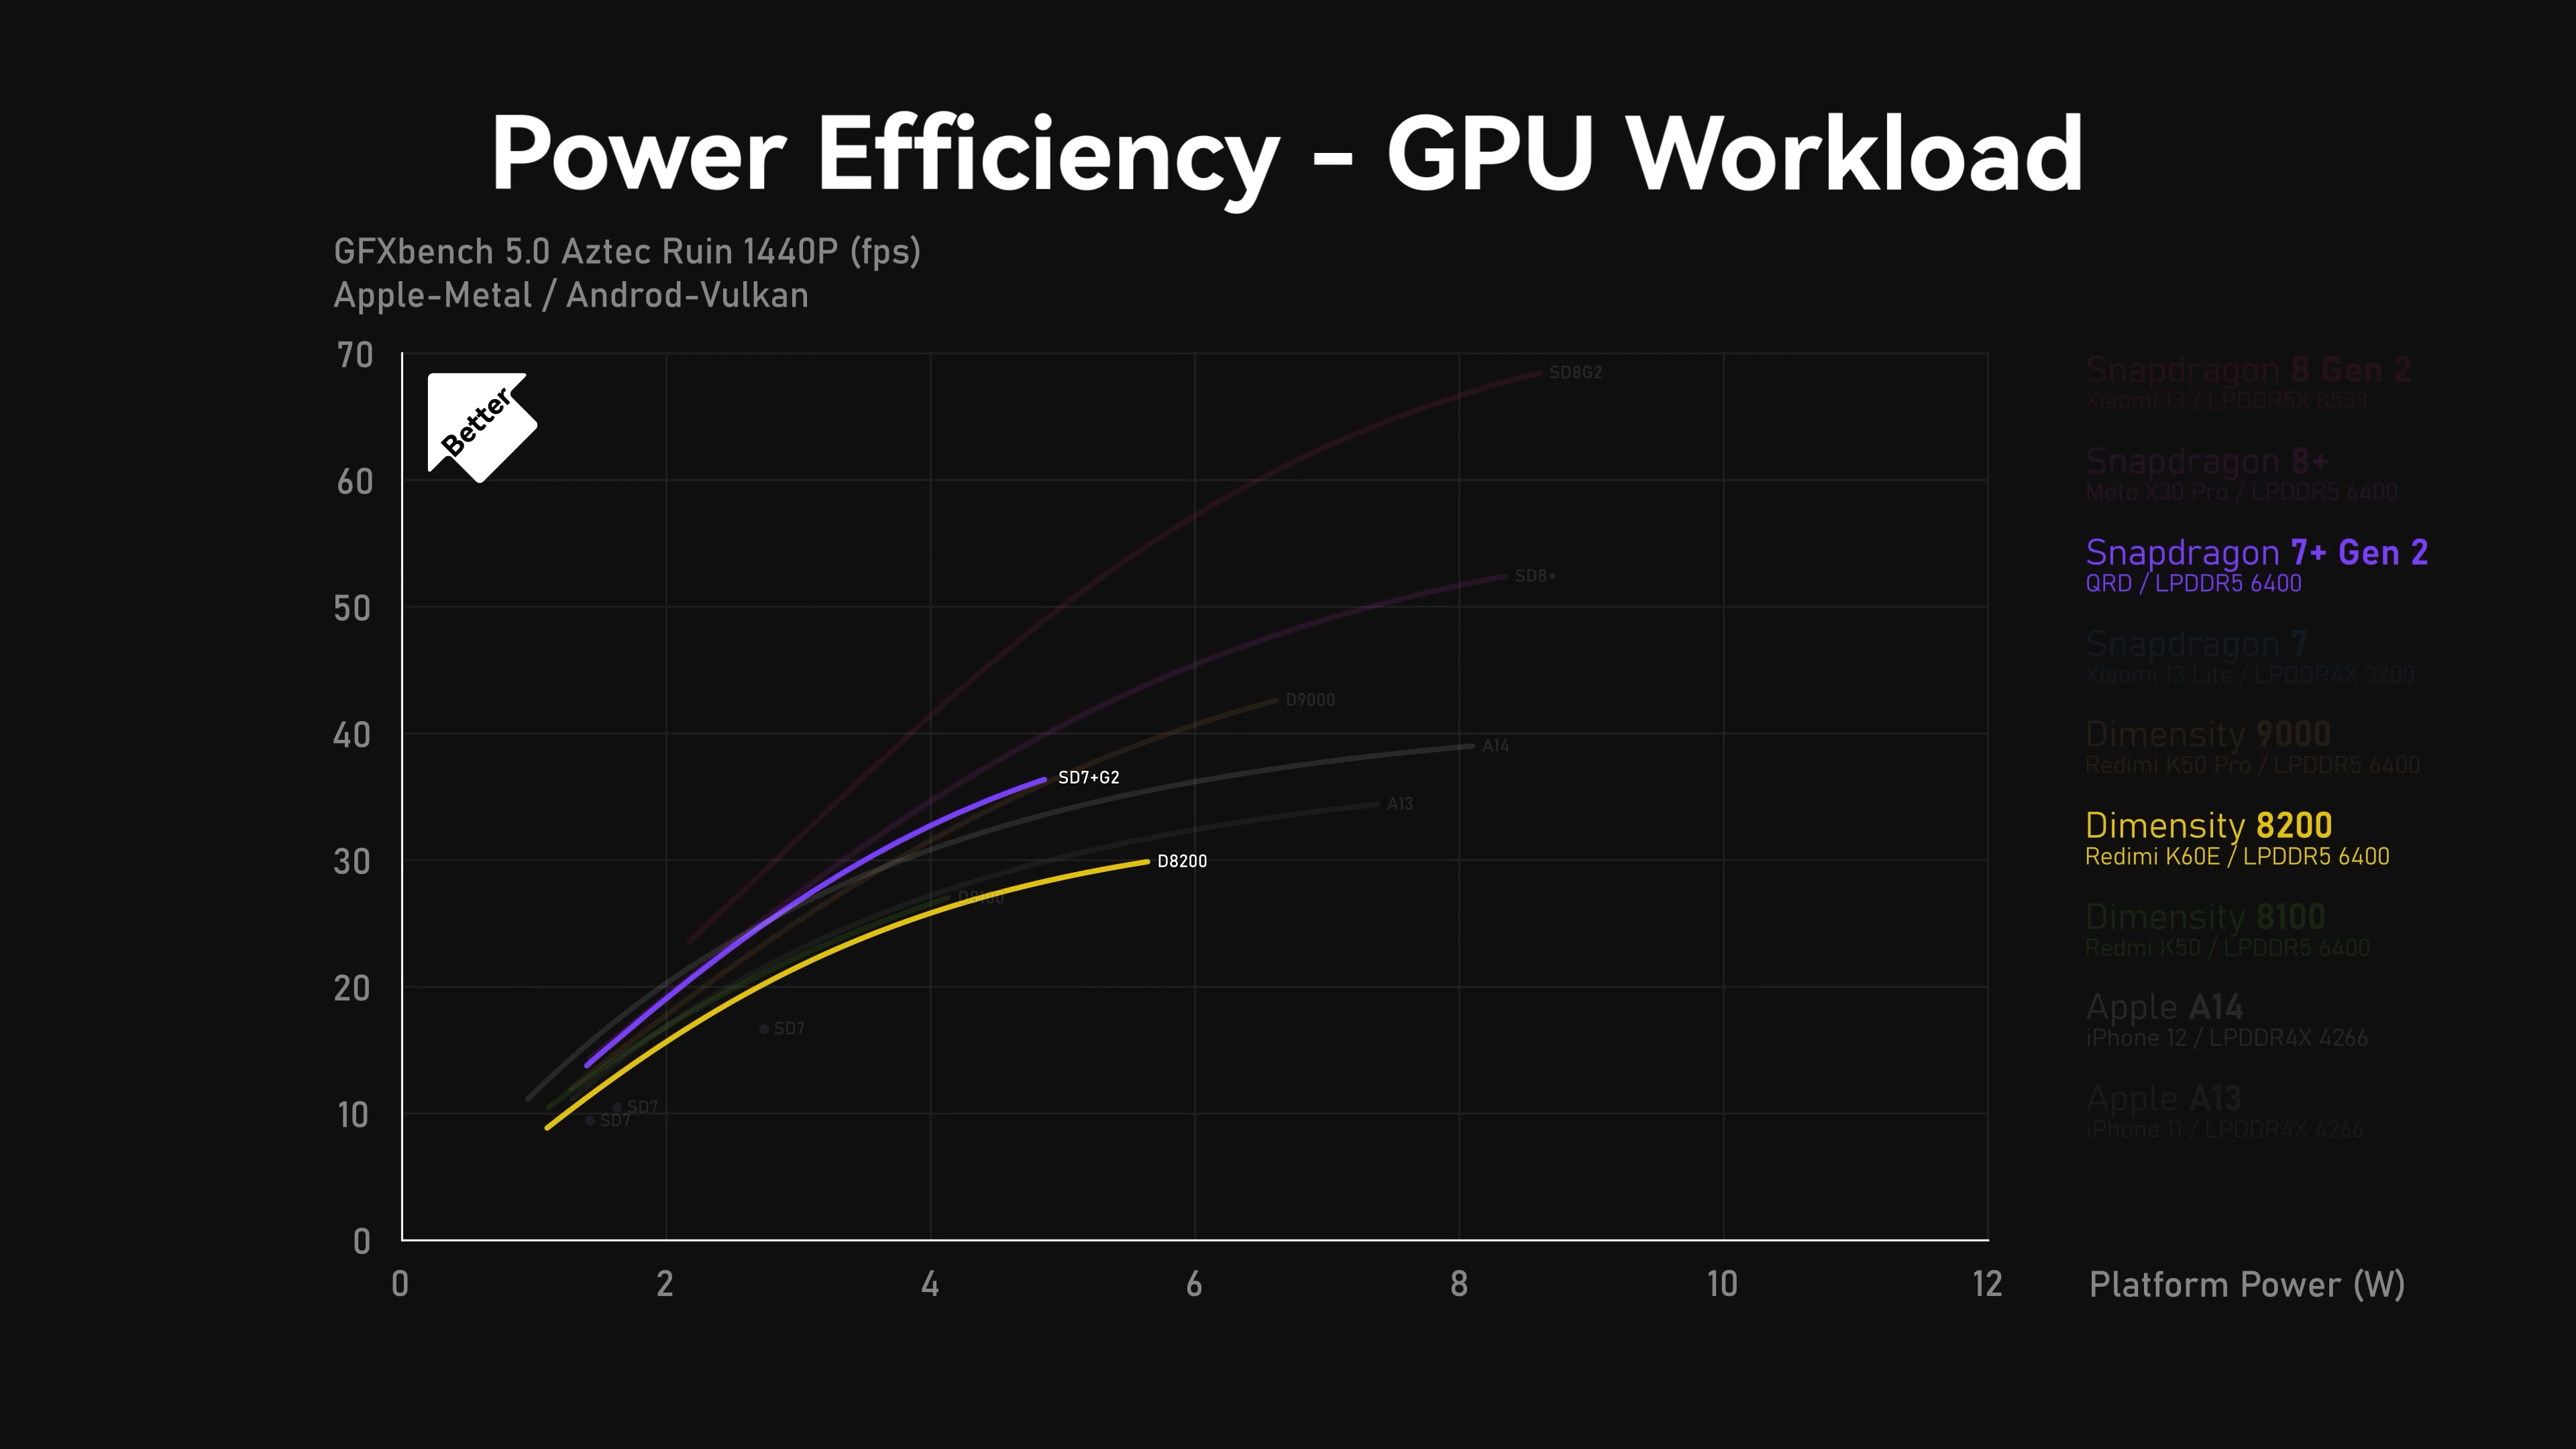 Power Efficiency - GPU Workload
GFXbench 5.0 Aztec Ruin 1440P (fps)
Apple-Metal / Androd-Vulkan
70
60
50
40
30
20
10
0
Better
SD8G2
SD8+
D9000
A14
SD7+G2
A13
D8200
D8100
SD7
SD7
SD7
0 2 4 6 8 10 12
Platform Power (W)
Snapdragon 8 Gen 2
Xiaomi 13 / LPDDR5X 8533
Snapdragon 8+
Moto X30 Pro / LPDDR5 6400
Snapdragon 7+ Gen 2
QRD / LPDDR5 6400
Snapdragon 7
Xiaomi 13 Lite / LPDDR4X 3200
Dimensity 9000
Redimi K50 Pro / LPDDR5 6400
Dimensity 8200
Redimi K60E / LPDDR5 6400
Dimensity 8100
Redmi K50 / LPDDR5 6400
Apple A14
iPhone 12 / LPDDR4X 4266
Apple A13
iPhone 11 / LPDDR4X 4266